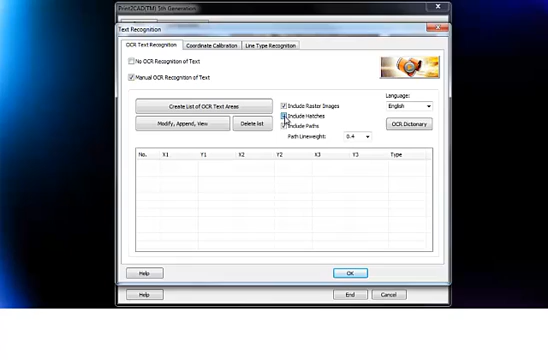 Print2CAD(TM) 5th Generation
Text Recognition
OCR Text Recognition Coordinate Calibration Line Type Recognition
No OCR Recognition of Text
Manual OCR Recognition of Text
Language:
Create List of OCR Text Areas Include Raster Images English
Include Hatches
Modify, Append, View Delete list Include Paths OCR Dictionary
Path Lineweight: 0.4
No. X1 Y1 X2 Y2 X3 Y3 Type
Help OK
Help End Cancel